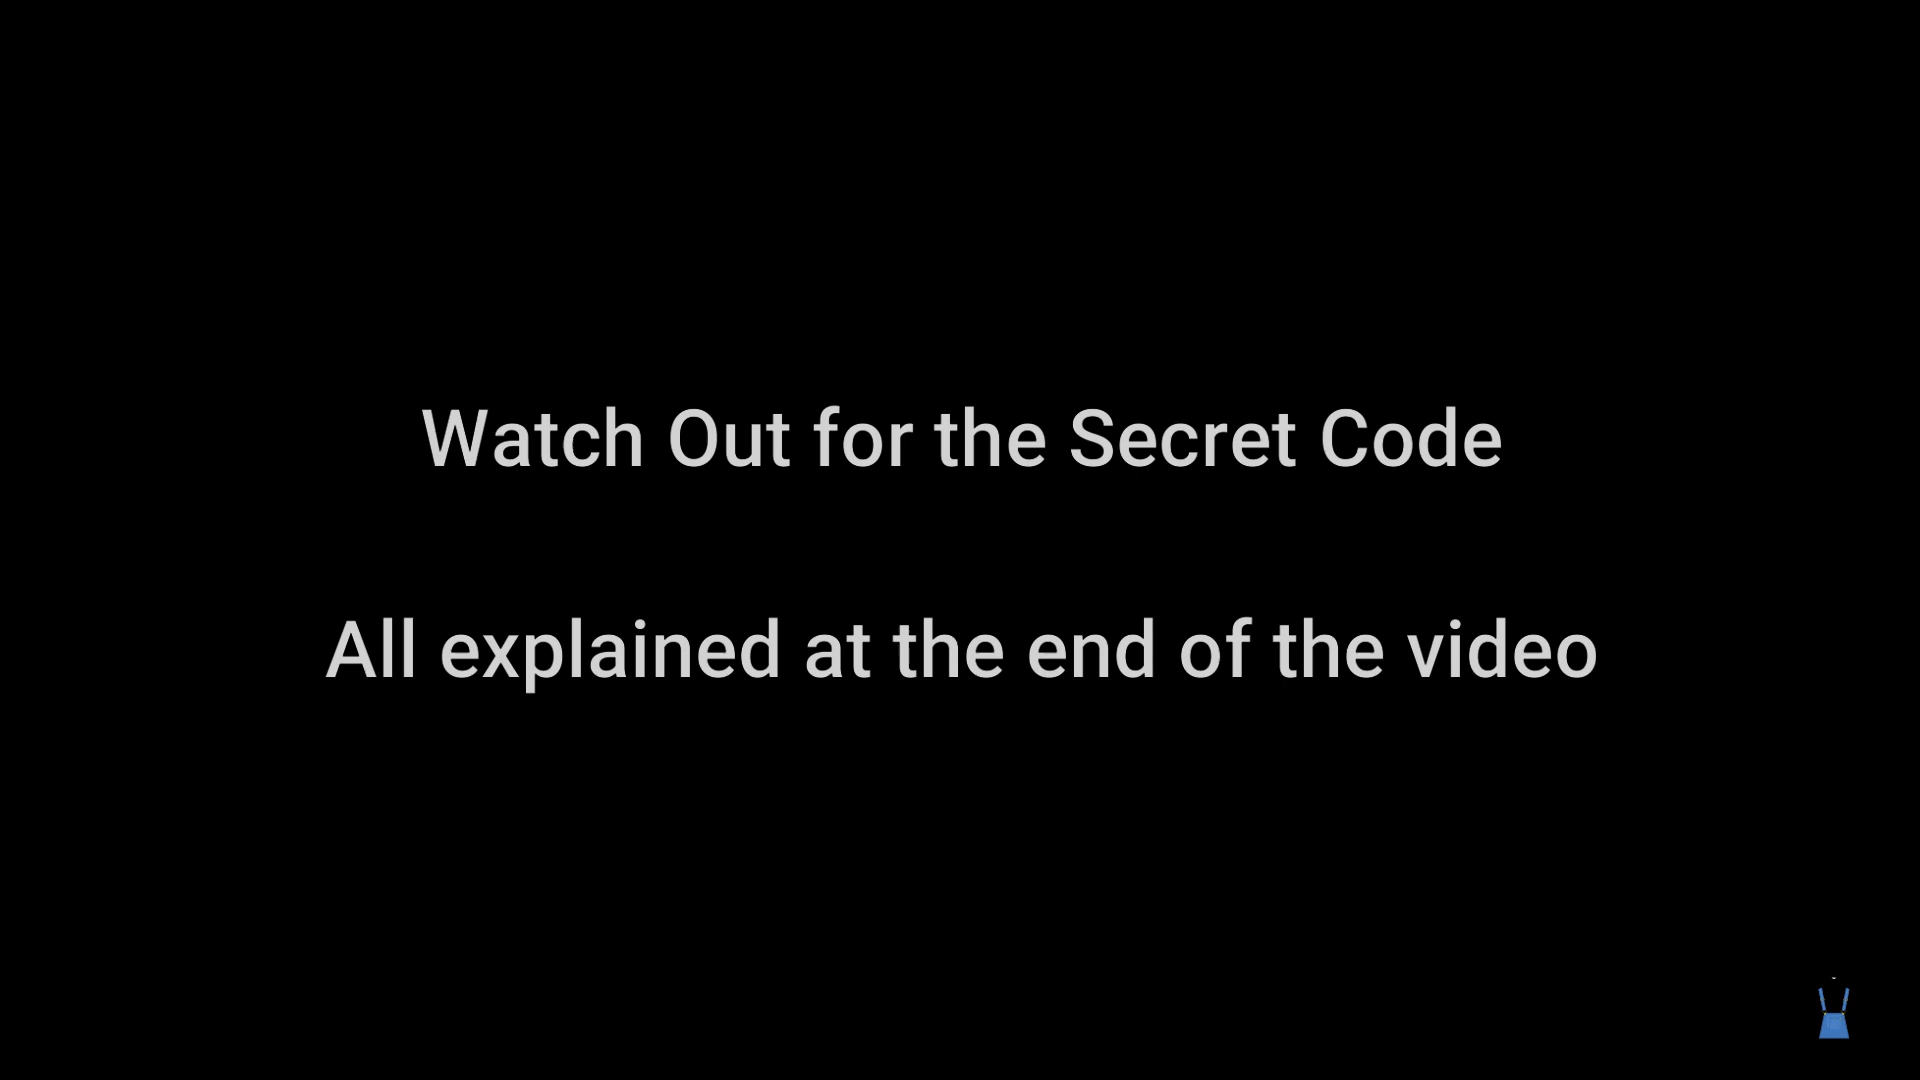 Watch Out for the Secret Code
All explained at the end of the video